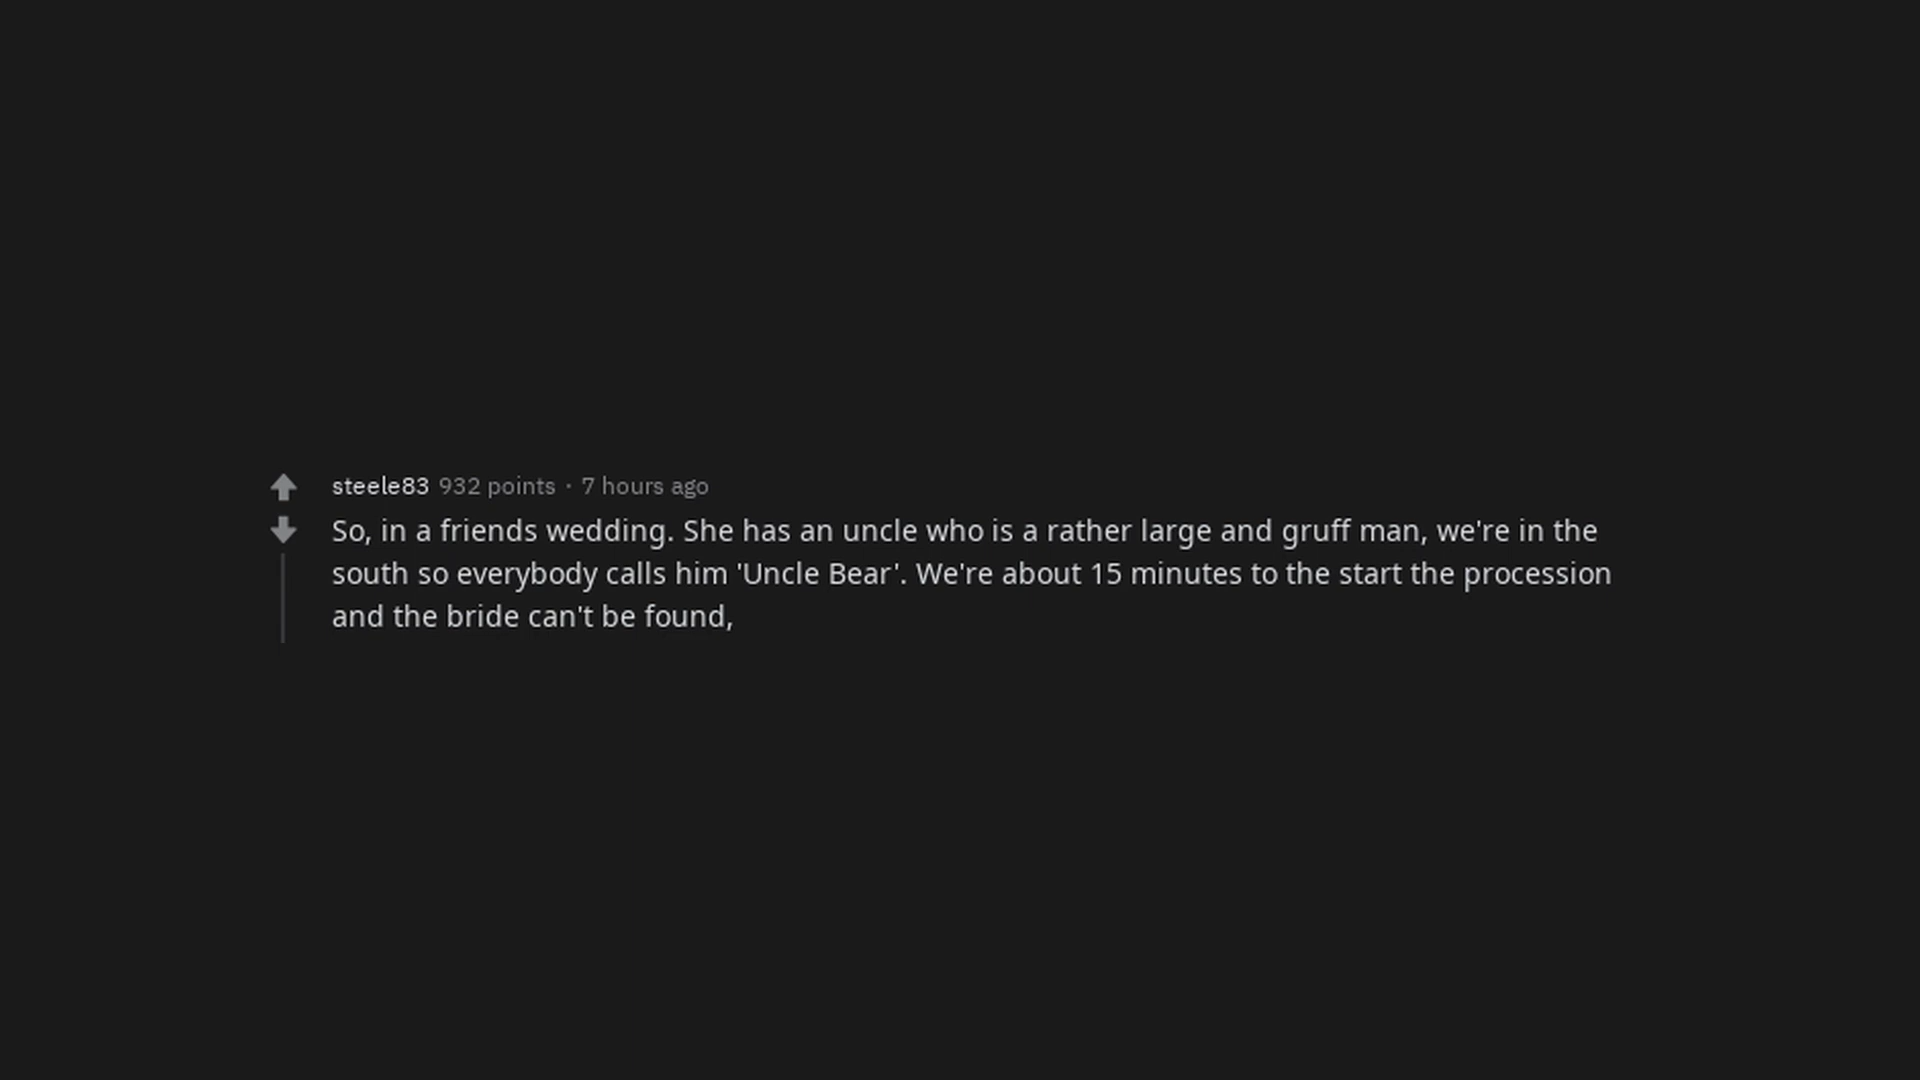 steele83 932 points · 7 hours ago
So, in a friends wedding. She has an uncle who is a rather large and gruff man, we're in the
south so everybody calls him 'Uncle Bear'. We're about 15 minutes to the start the procession
and the bride can't be found,